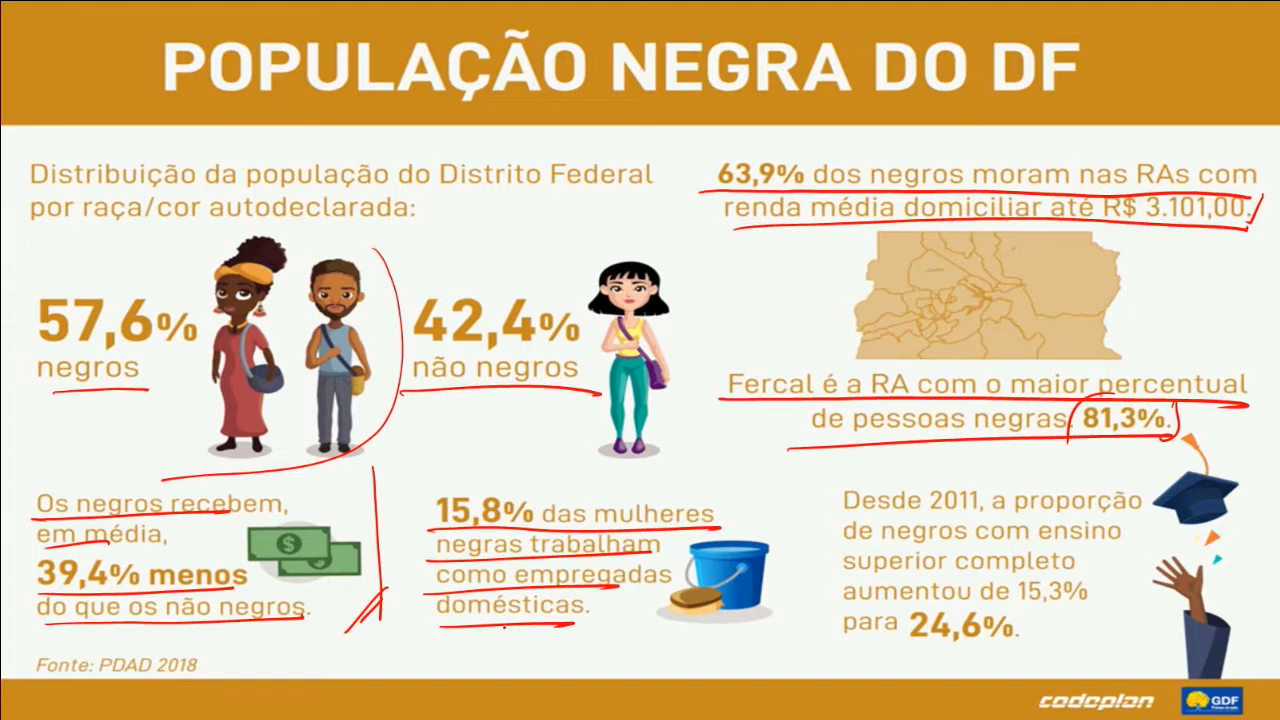 POPULAÇÃO NEGRA DO DF
Distribuição da população do Distrito Federal
por raça/cor autodeclarada:
57,6%
negros
42,4%
não negros
63,9% dos negros moram nas RAs com
renda média domiciliar até R$ 3.101,00.
Fercal é a RA com o maior percentual
de pessoas negras: 81,3%.
Os negros recebem,
em média,
39,4% menos
do que os não negros.
$
15,8% das mulheres
negras trabalham
como empregadas
domésticas.
Desde 2011, a proporção
de negros com ensino
superior completo
aumentou de 15,3%
para 24,6%.
Fonte: PDAD 2018
codeplan
GDF